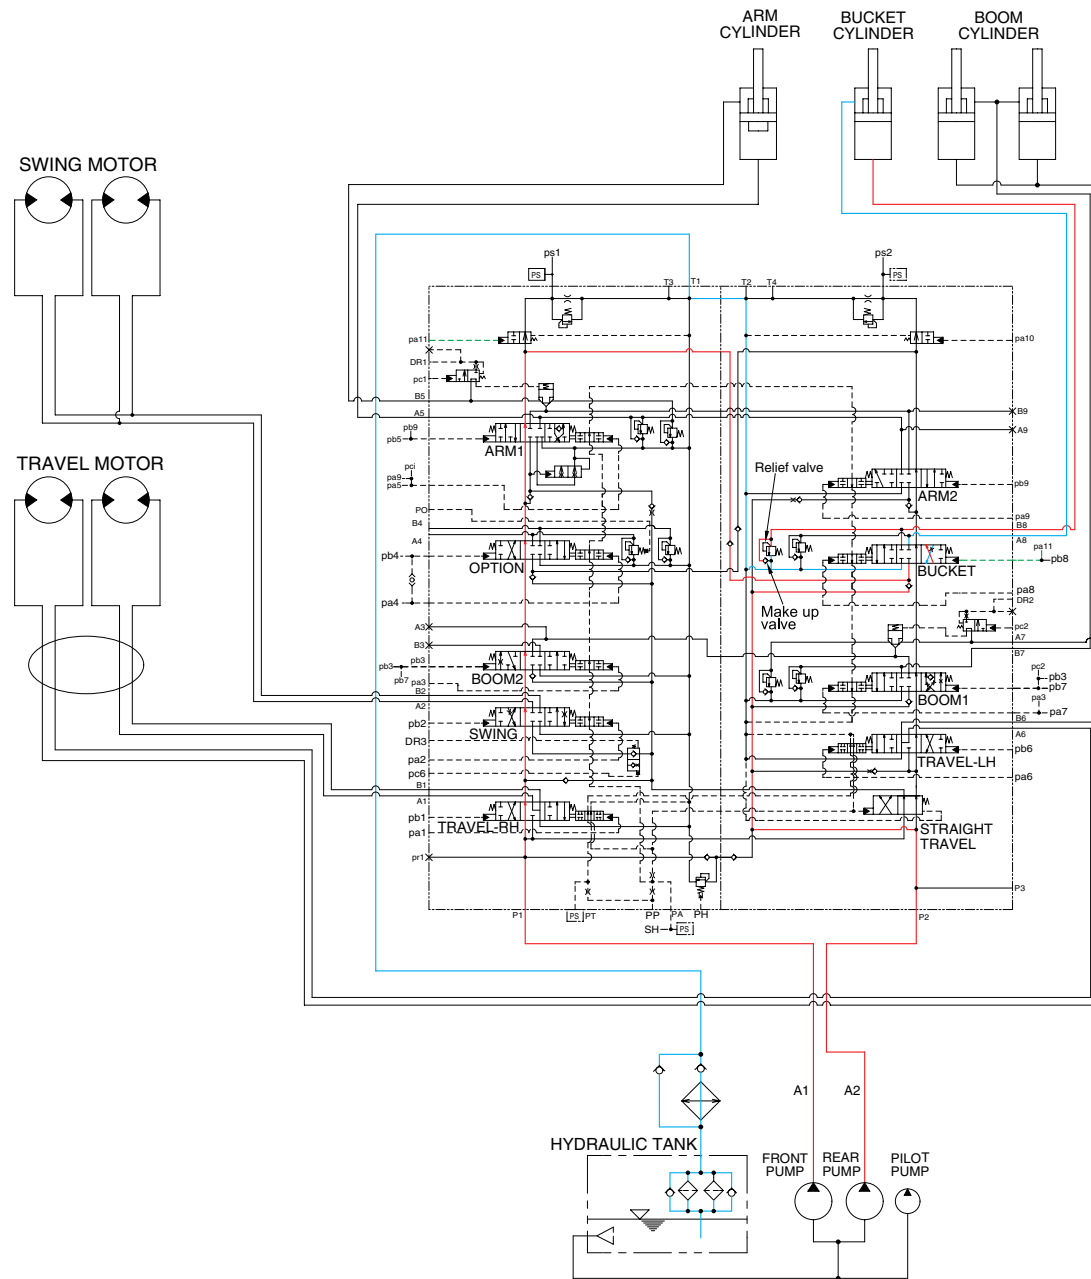 ARM
CYLINDER
BUCKET
CYLINDER
BOOM
CYLINDER
SWING MOTOR
TRAVEL MOTOR
ps1
PS
ps2
PS
T3
T1
T2
T4
pa11
DR1
pc1
B5
A5
pb9
pb5
ARM1
pci
pa9
pa5
PO
B4
A4
pb4
OPTION
pa4
A3
B3
pb3
pb3
pb7
pa3
BOOM2
B2
A2
pb2
SWING
DR3
pa2
pc6
B1
A1
pb1
TRAVEL-RH
pa1
pr1
pa10
B9
A9
Relief valve
ARM2
pb9
pa9
B8
A8
pa11
pb8
BUCKET
Make up
valve
pa8
DR2
pc2
A7
B7
pc2
pb3
pb7
pa3
pa7
BOOM1
B6
A6
pb6
TRAVEL-LH
pa6
STRAIGHT
TRAVEL
P3
P1
PS
PT
PP
PA
PH
P2
SH
PS
A1
A2
HYDRAULIC TANK
FRONT
PUMP
REAR
PUMP
PILOT
PUMP